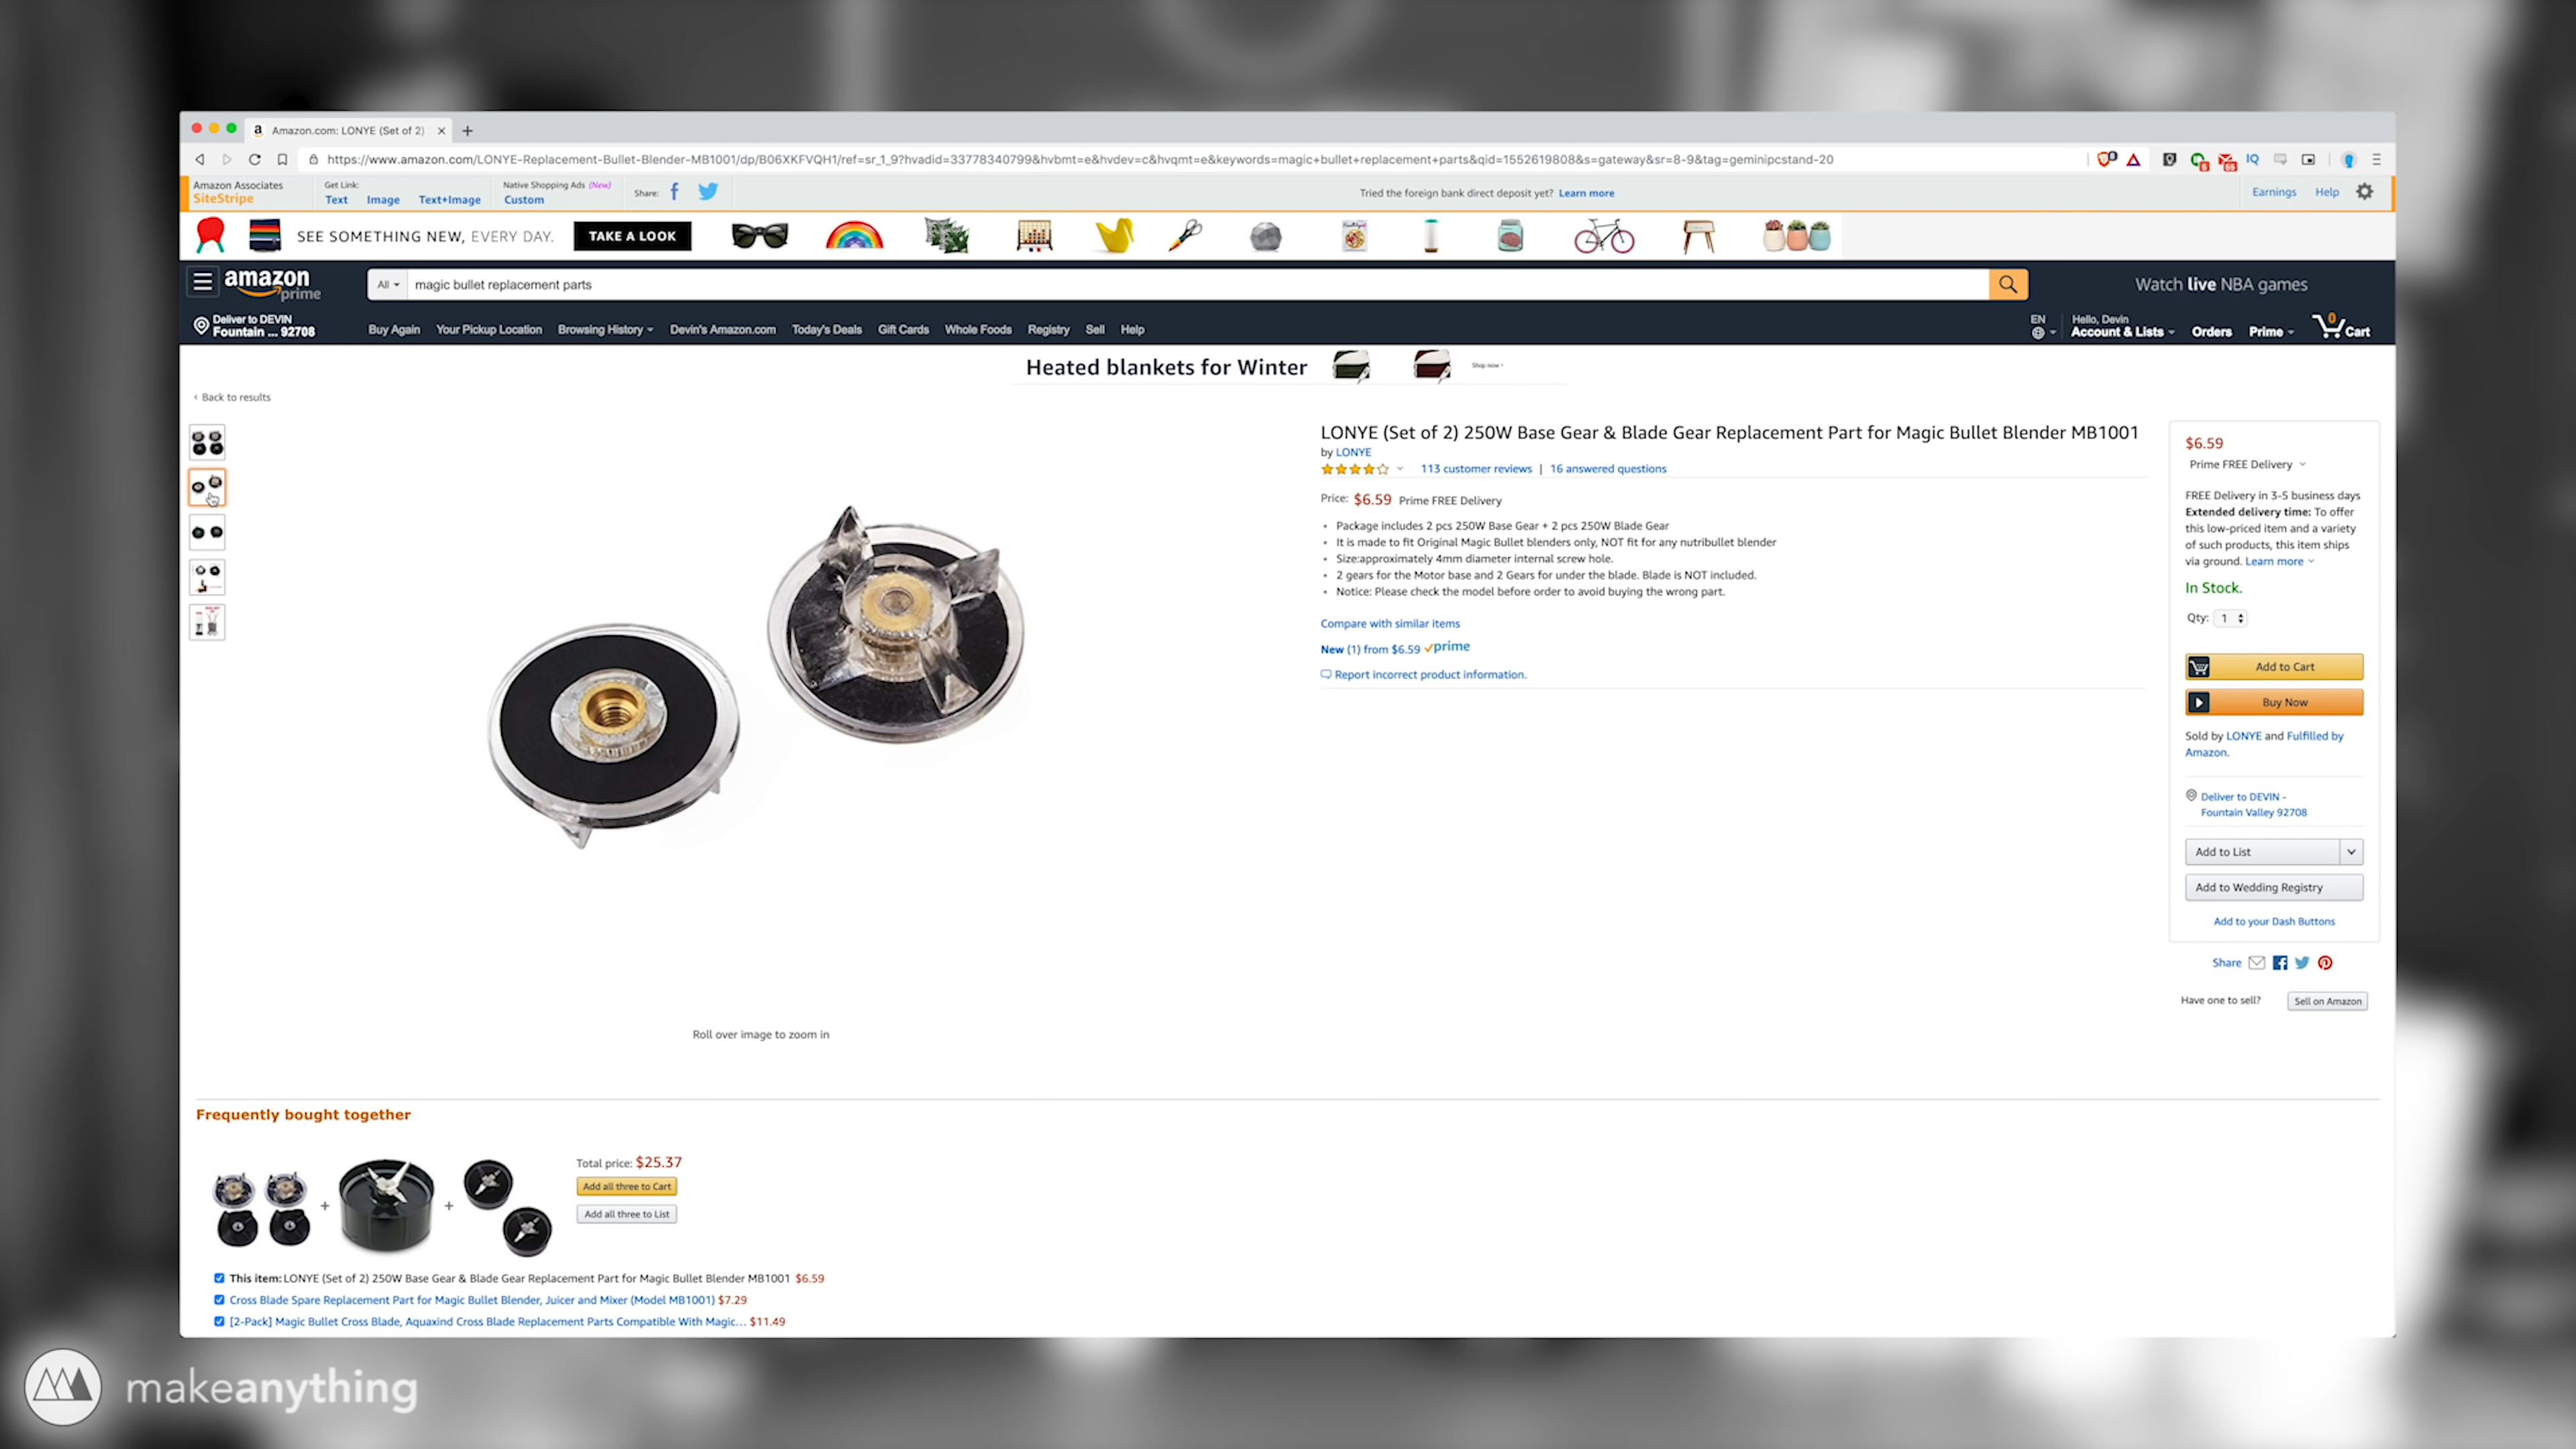 Amazon.com: LONYE (Set of 2)
https://www.amazon.com/LONYE-Replacement-Bullet-Blender-MB1001/dp/B06XKFVQH1/ref=sr_1_9?hvadid=33778340799&hvbmt=e&hvdev=c&hvqmt=e&keywords=magic+bullet+replacement+parts&qid=1552619808&s=gateway&sr=8-9&tag=geminipcstand-20
IQ
Amazon Associates
SiteStripe
Get Link:
Text Image Text+Image
Native Shopping Ads (New)
Custom
Share:
Tried the foreign bank direct deposit yet? Learn more
Earnings Help
SEE SOMETHING NEW, EVERY DAY.
TAKE A LOOK
amazon
prime
All
magic bullet replacement parts
Watch live NBA games
Deliver to DEVIN
Fountain ... 92708
Buy Again Your Pickup Location Browsing History Devin's Amazon.com Today's Deals Gift Cards Whole Foods Registry Sell Help
EN
Hello, Devin
Account & Lists
Orders
Prime
0
Cart
Heated blankets for Winter
Shop now ›
‹ Back to results
LONYE (Set of 2) 250W Base Gear & Blade Gear Replacement Part for Magic Bullet Blender MB1001
by LONYE
113 customer reviews | 16 answered questions
Price: $6.59 Prime FREE Delivery
• Package includes 2 pcs 250W Base Gear + 2 pcs 250W Blade Gear
• It is made to fit Original Magic Bullet blenders only, NOT fit for any nutribullet blender
• Size:approximately 4mm diameter internal screw hole.
• 2 gears for the Motor base and 2 Gears for under the blade. Blade is NOT included.
• Notice: Please check the model before order to avoid buying the wrong part.
Compare with similar items
New (1) from $6.59 prime
Report incorrect product information.
$6.59
Prime FREE Delivery
FREE Delivery in 3-5 business days
Extended delivery time: To offer
this low-priced item and a variety
of such products, this item ships
via ground. Learn more
In Stock.
Qty: 1
Add to Cart
Buy Now
Sold by LONYE and Fulfilled by
Amazon.
Deliver to DEVIN -
Fountain Valley 92708
Add to List
Add to Wedding Registry
Add to your Dash Buttons
Share
Have one to sell?
Sell on Amazon
Roll over image to zoom in
Frequently bought together
+
+
Total price: $25.37
Add all three to Cart
Add all three to List
This item: LONYE (Set of 2) 250W Base Gear & Blade Gear Replacement Part for Magic Bullet Blender MB1001 $6.59
Cross Blade Spare Replacement Part for Magic Bullet Blender, Juicer and Mixer (Model MB1001) $7.29
[2-Pack] Magic Bullet Cross Blade, Aquaxind Cross Blade Replacement Parts Compatible With Magic... $11.49
makeanything